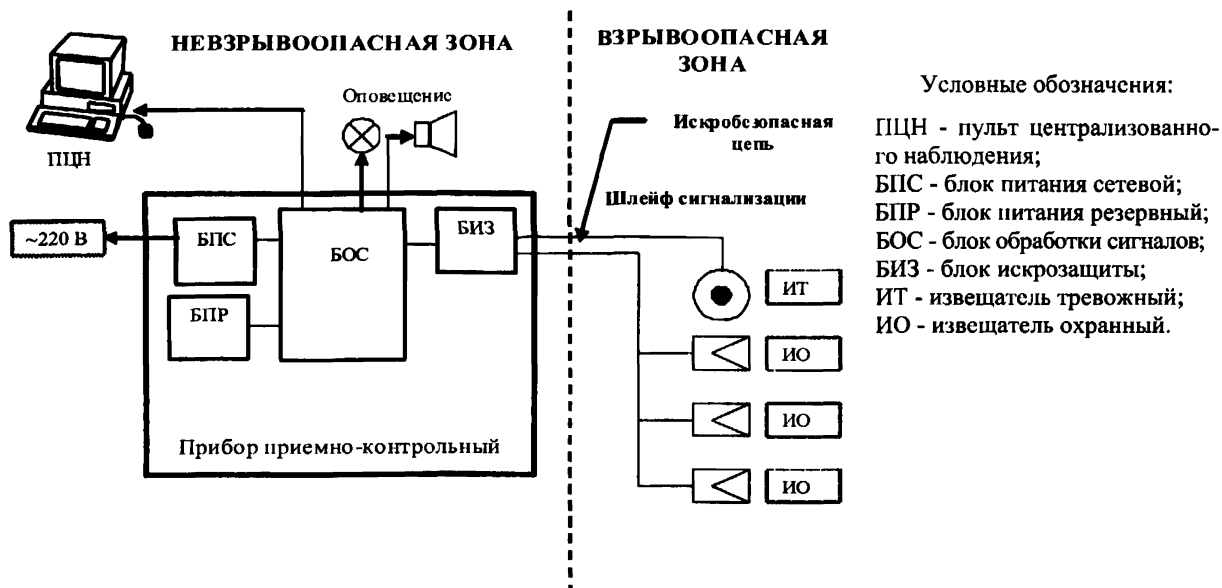 НЕВЗРЫВООПАСНАЯ ЗОНА
ВЗРЫВООПАСНАЯ
ЗОНА
Оповещение
ПЦН
Искробезопасная
цепь
Шлейф сигнализации
~220 В
БПС
БПР
БОС
БИЗ
Прибор приемно-контрольный
ИТ
ИО
ИО
ИО
Условные обозначения:
ПЦН - пульт централизованно-
го наблюдения;
БПС - блок питания сетевой;
БПР - блок питания резервный;
БОС - блок обработки сигналов;
БИЗ - блок искрозащиты;
ИТ - извещатель тревожный;
ИО - извещатель охранный.